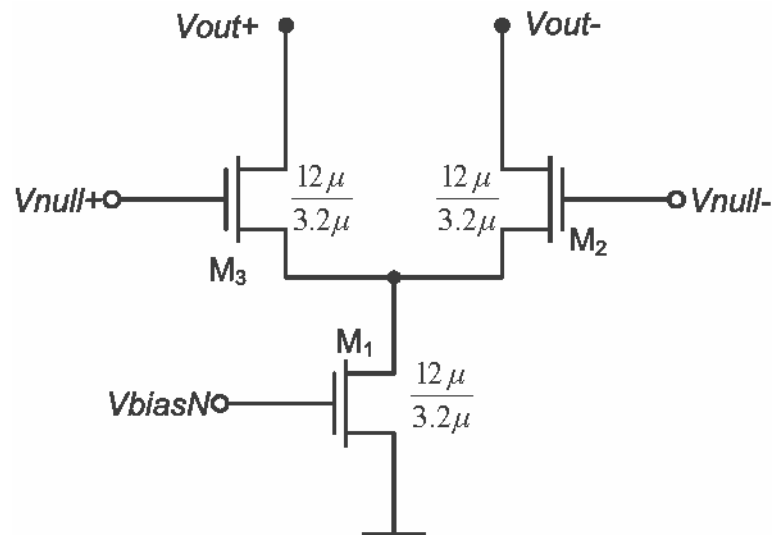 Vout+
Vout-
Vnull+
12μ
3.2μ
12μ
3.2μ
Vnull-
M₃
M₂
M₁
VbiasN
12μ
3.2μ